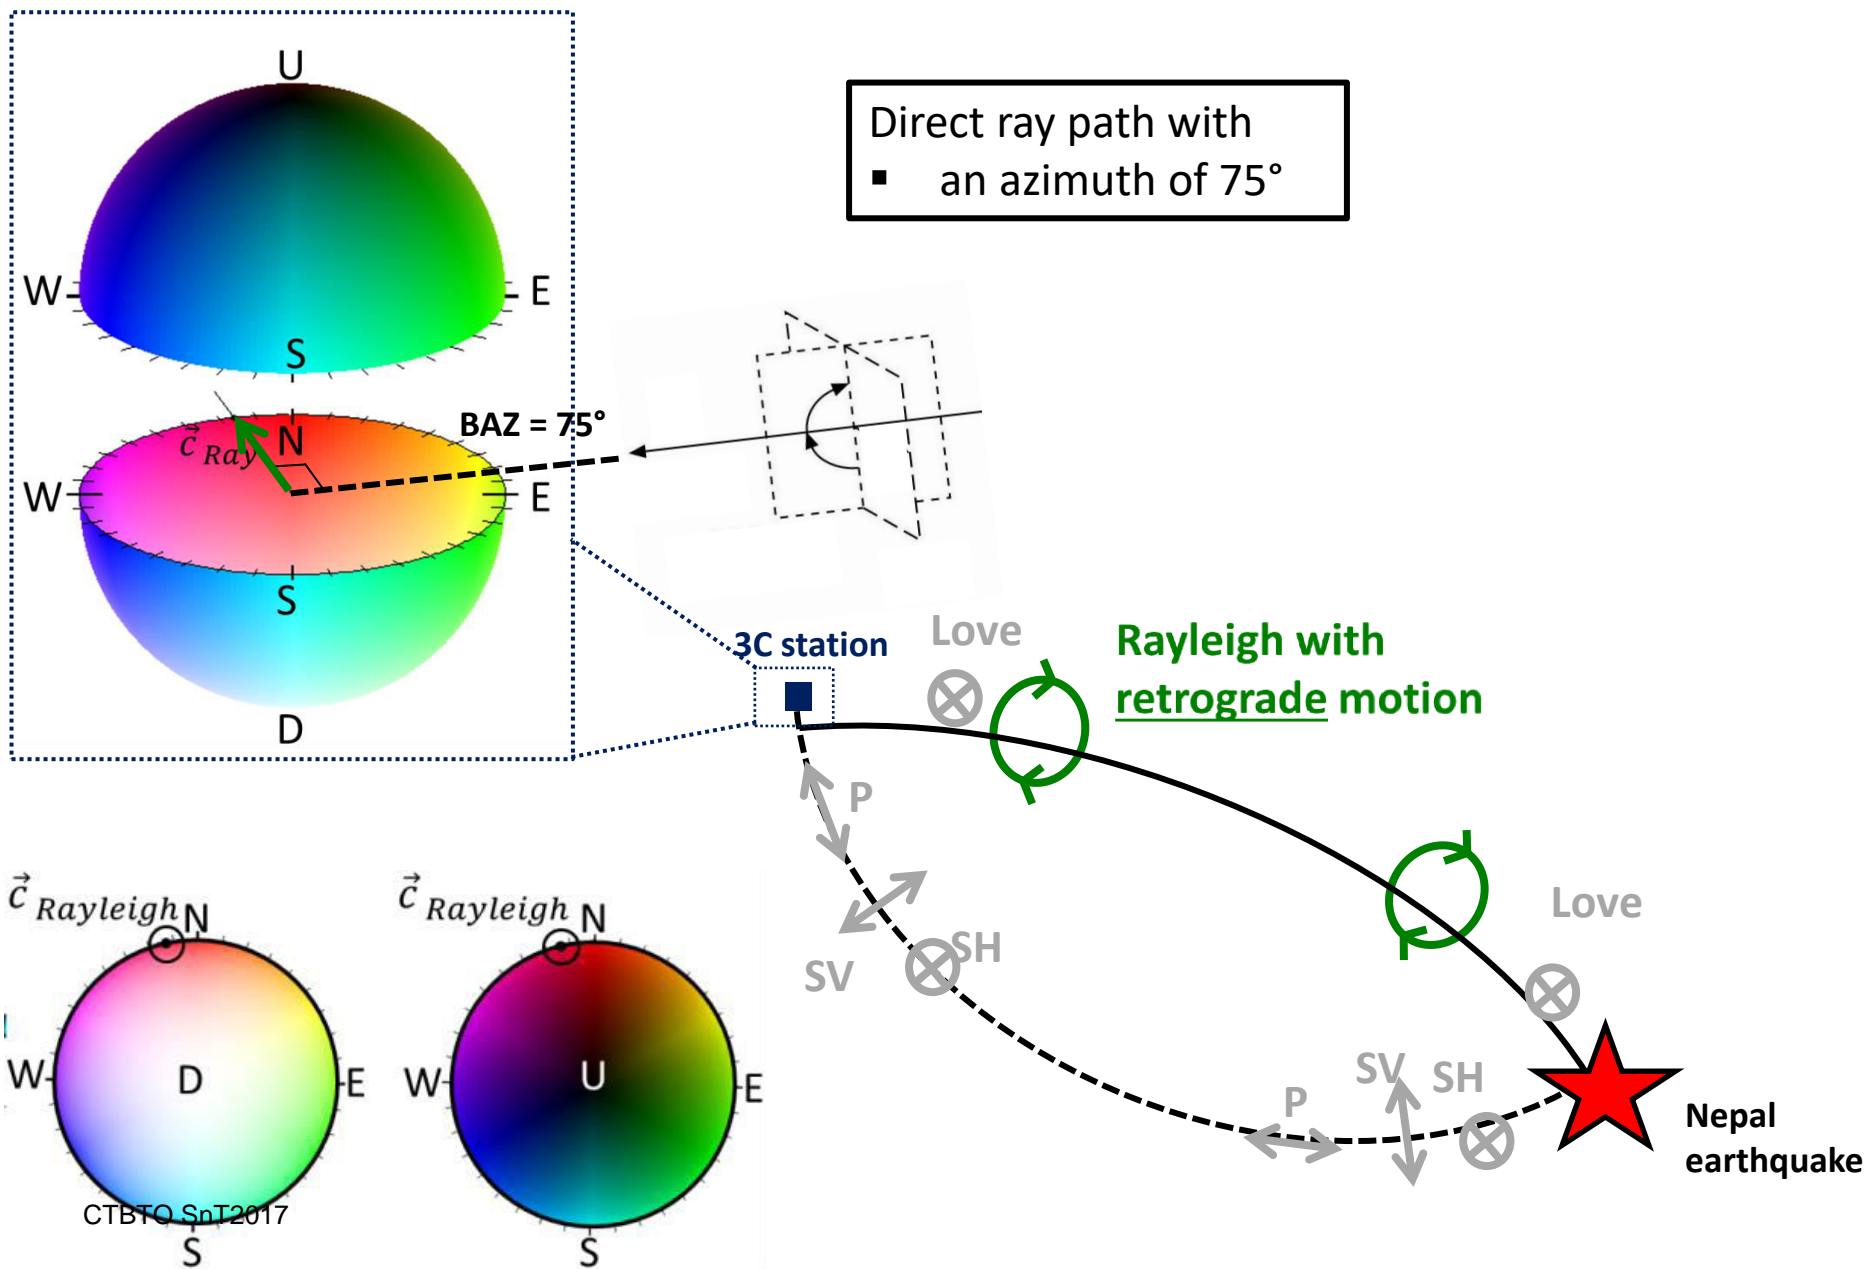 U
Direct ray path with
▪ an azimuth of 75°
W
E
S
BAZ = 75°
N
c⃗ Ray
W
E
S
D
3C station
Love
Rayleigh with
retrograde motion
P
c⃗ Rayleigh N
c⃗ Rayleigh N
Love
SH
SV
W
D
E
W
U
E
SV
SH
P
Nepal
earthquake
CTBTO SnT2017
S
S